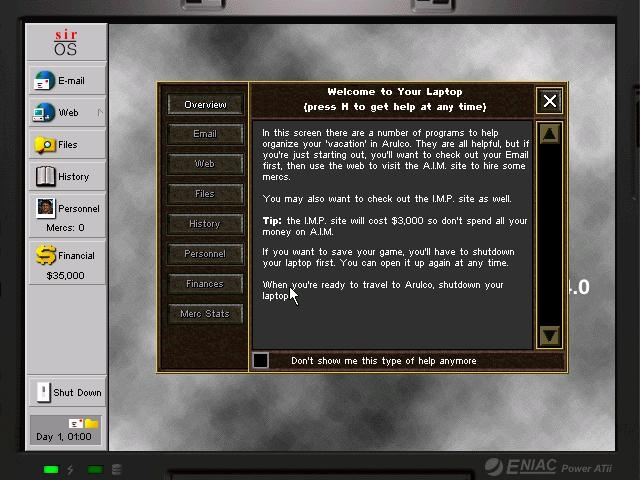 sir
OS
E-mail
Web
Files
History
Personnel
Mercs: 0
Financial
$35,000
Shut Down
Day 1, 01:00
Overview
Email
Web
Files
History
Personnel
Finances
Merc Stats
Welcome to Your Laptop
(press H to get help at any time)
In this screen there are a number of programs to help
organize your 'vacation' in Arulco. They are all helpful, but if
you're just starting out, you'll want to check out your Email
first, then use the web to visit the A.I.M. site to hire some
mercs.
You may also want to check out the I.M.P. site as well.
Tip: the I.M.P. site will cost $3,000 so don't spend all your
money on A.I.M.
If you want to save your game, you'll have to shutdown
your laptop first. You can open it up again at any time.
When you're ready to travel to Arulco, shutdown your
laptop.
Don't show me this type of help anymore
.0
ENIAC Power ATii